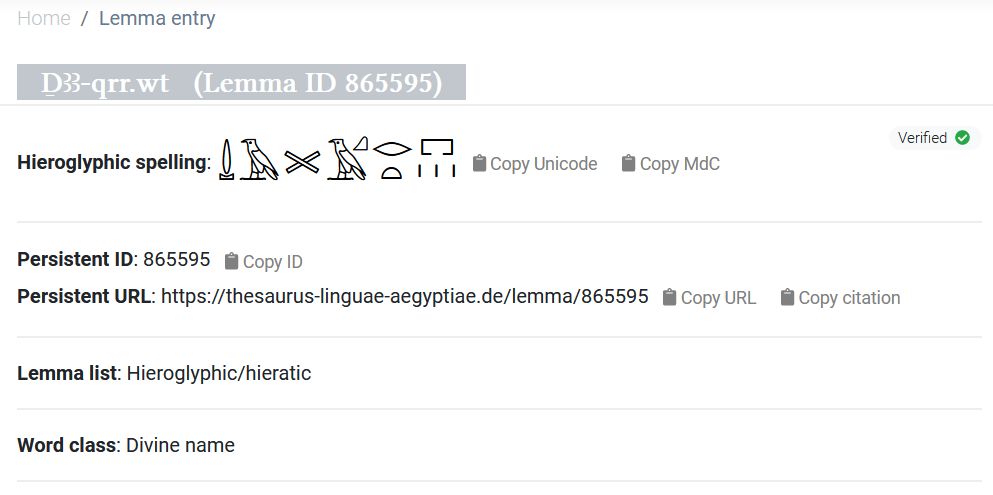 Home / Lemma entry
Ḏꜣꜣ-qrr.wt (Lemma ID 865595)
Verified
Hieroglyphic spelling: 𓍑𓄿𓏴𓄿𓈎𓂋𓏏𓉐𓏥 Copy Unicode Copy MdC
Persistent ID: 865595 Copy ID
Persistent URL: https://thesaurus-linguae-aegyptiae.de/lemma/865595 Copy URL Copy citation
Lemma list: Hieroglyphic/hieratic
Word class: Divine name